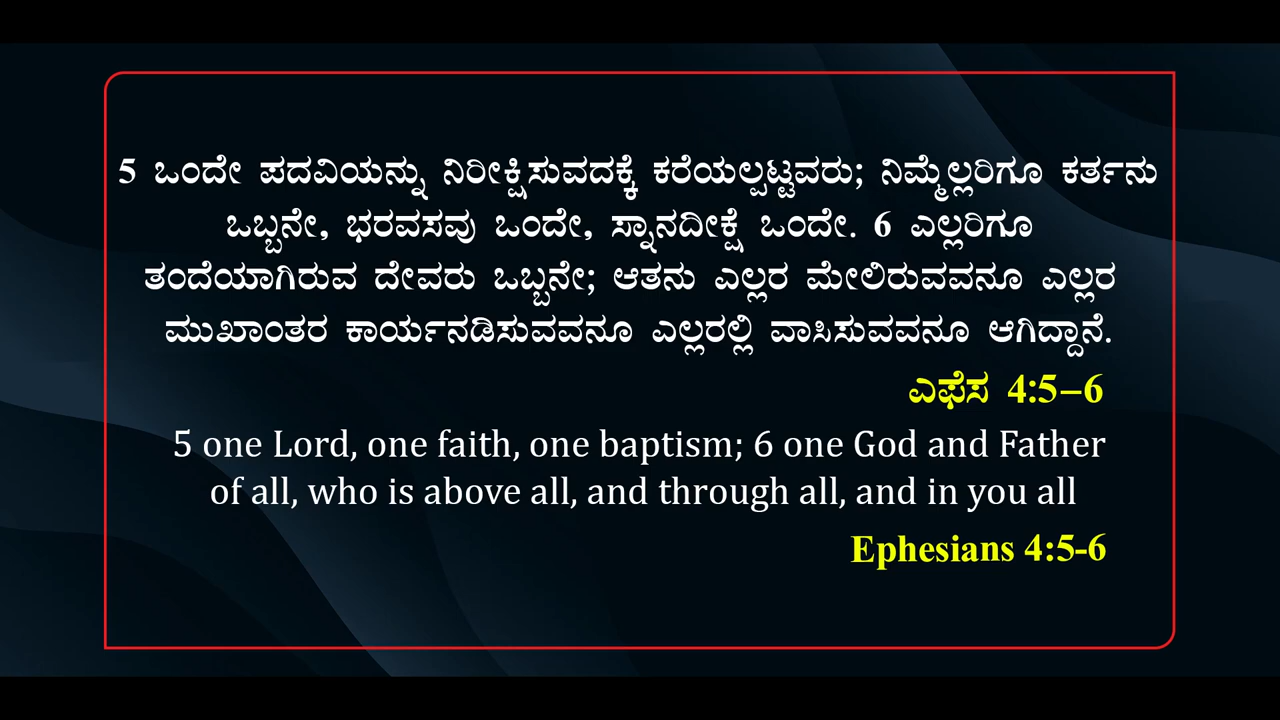 5 ಒಂದೇ ಪದವಿಯನ್ನು ನಿರೀಕ್ಷಿಸುವದಕ್ಕೆ ಕರೆಯಲ್ಪಟ್ಟವರು; ನಿಮ್ಮೆಲ್ಲರಿಗೂ ಕರ್ತನು
ಒಬ್ಬನೇ, ಭರವಸವು ಒಂದೇ, ಸ್ನಾನದೀಕ್ಷೆ ಒಂದೇ. 6 ಎಲ್ಲರಿಗೂ
ತಂದೆಯಾಗಿರುವ ದೇವರು ಒಬ್ಬನೇ; ಆತನು ಎಲ್ಲರ ಮೇಲಿರುವವನೂ ಎಲ್ಲರ
ಮುಖಾಂತರ ಕಾರ್ಯನಡಿಸುವವನೂ ಎಲ್ಲರಲ್ಲಿ ವಾಸಿಸುವವನೂ ಆಗಿದ್ದಾನೆ.
ಎಫೆಸ 4:5–6
5 one Lord, one faith, one baptism; 6 one God and Father
of all, who is above all, and through all, and in you all
Ephesians 4:5-6